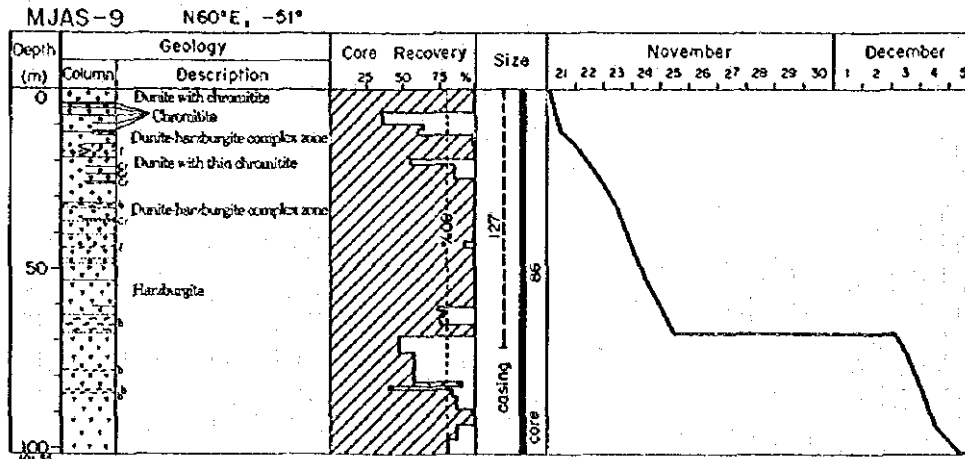 MJAS-9 N60°E, -51°
Depth (m)
Geology
Column Description
Core Recovery
25 50 75 %
Size
November
21 22 23 24 25 26 27 28 29 30
December
1 2 3 4 5
0
Dunite with chromitite
Chromitite
Dunite-harzburgite complex zone
Dunite with thin chromitite
Dunite-harzburgite complex zone
50
Harzburgite
100
80%
127
casing
86
core